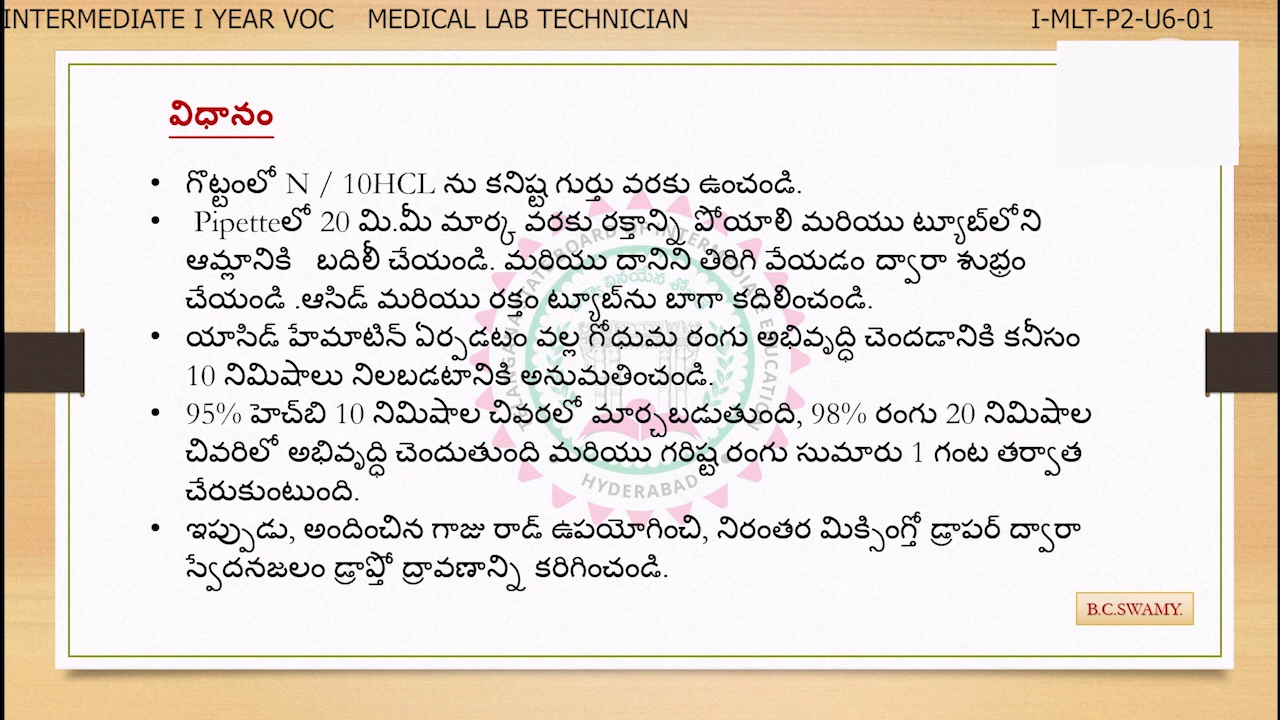 INTERMEDIATE I YEAR VOC MEDICAL LAB TECHNICIAN I-MLT-P2-U6-01
విధానం
• గొట్టంలో N / 10HCL ను కనిష్ట గుర్తు వరకు ఉంచండి.
• Pipetteలో 20 మి.మీ మార్క్ వరకు రక్తాన్ని పోయాలి మరియు ట్యూబ్‌లోని
ఆమ్లానికి బదిలీ చేయండి. మరియు దానిని తిరిగి వేయడం ద్వారా శుభ్రం
చేయండి .ఆసిడ్ మరియు రక్తం ట్యూబ్‌ను బాగా కదిలించండి.
• యాసిడ్ హేమాటిన్ ఏర్పడటం వల్ల గోధుమ రంగు అభివృద్ధి చెందడానికి కనీసం
10 నిమిషాలు నిలబడటానికి అనుమతించండి.
• 95% హెచ్‌బి 10 నిమిషాల చివరలో మార్చబడుతుంది, 98% రంగు 20 నిమిషాల
చివరిలో అభివృద్ధి చెందుతుంది మరియు గరిష్ట రంగు సుమారు 1 గంట తర్వాత
చేరుకుంటుంది.
• ఇప్పుడు, అందించిన గాజు రాడ్ ఉపయోగించి, నిరంతర మిక్సింగ్తో డ్రాపర్ ద్వారా
స్వేదనజలం డ్రాప్తో ద్రావణాన్ని కరిగించండి.
B.C.SWAMY.
HYDERABAD